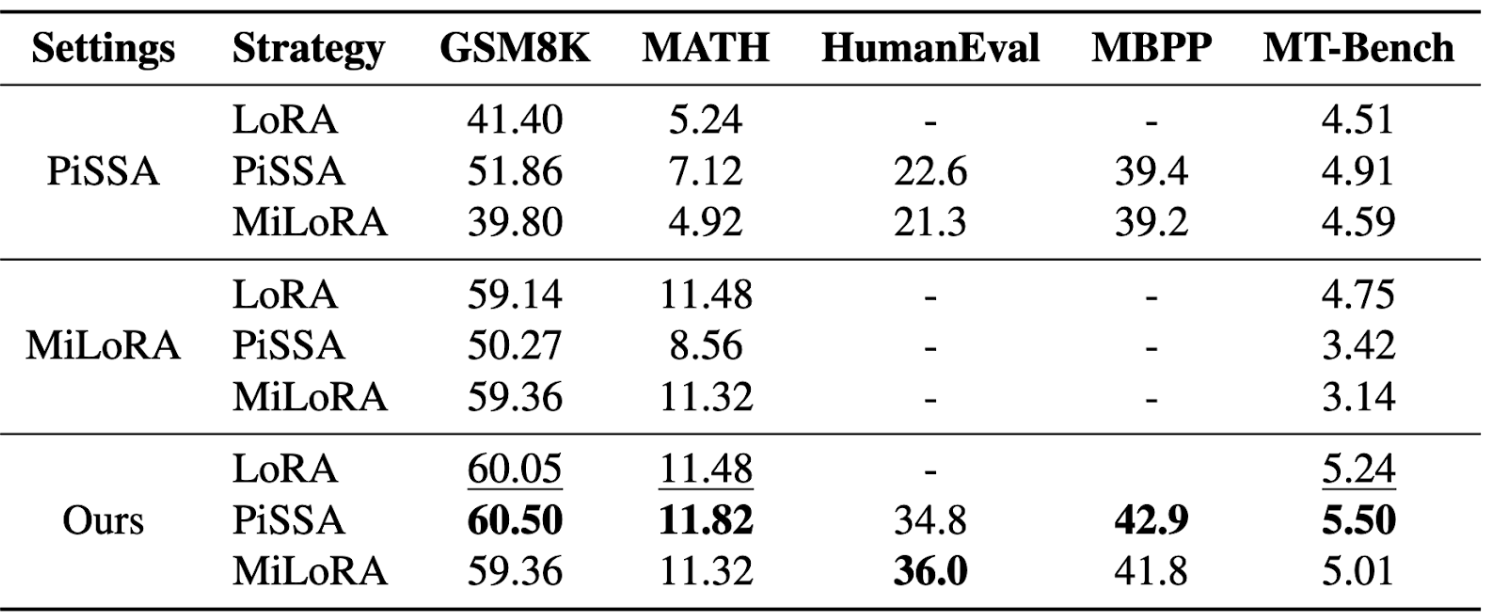 Settings Strategy GSM8K MATH HumanEval MBPP MT-Bench
LoRA 41.40 5.24 - - 4.51
PiSSA PiSSA 51.86 7.12 22.6 39.4 4.91
MiLoRA 39.80 4.92 21.3 39.2 4.59
LoRA 59.14 11.48 - - 4.75
MiLoRA PiSSA 50.27 8.56 - - 3.42
MiLoRA 59.36 11.32 - - 3.14
LoRA 60.05 11.48 - 5.24
Ours PiSSA 60.50 11.82 34.8 42.9 5.50
MiLoRA 59.36 11.32 36.0 41.8 5.01